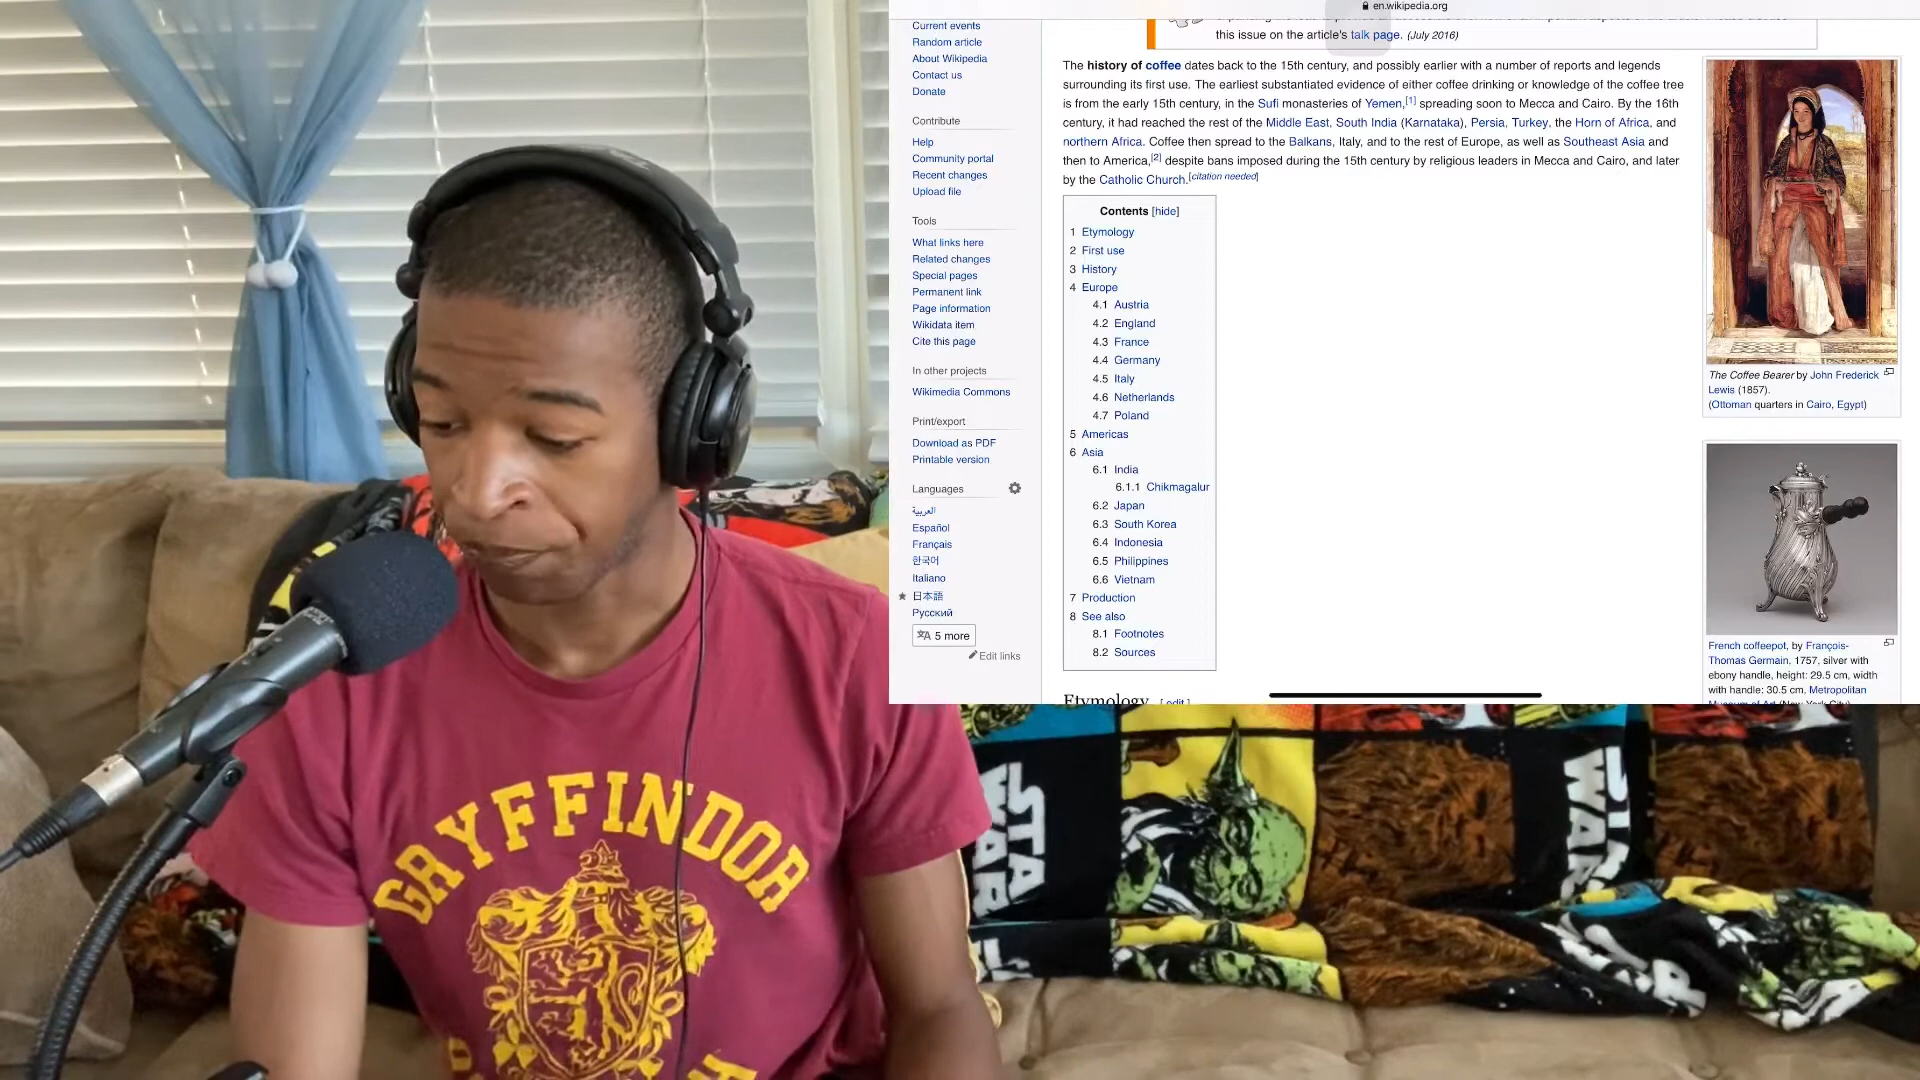 en.wikipedia.org
Current events
Random article
About Wikipedia
Contact us
Donate
Contribute
Help
Community portal
Recent changes
Upload file
Tools
What links here
Related changes
Special pages
Permanent link
Page information
Wikidata item
Cite this page
In other projects
Wikimedia Commons
Print/export
Download as PDF
Printable version
Languages
العربية
Español
Français
한국어
Italiano
日本語
Русский
5 more
Edit links
this issue on the article's talk page. (July 2016)
The history of coffee dates back to the 15th century, and possibly earlier with a number of reports and legends
surrounding its first use. The earliest substantiated evidence of either coffee drinking or knowledge of the coffee tree
is from the early 15th century, in the Sufi monasteries of Yemen,[1] spreading soon to Mecca and Cairo. By the 16th
century, it had reached the rest of the Middle East, South India (Karnataka), Persia, Turkey, the Horn of Africa, and
northern Africa. Coffee then spread to the Balkans, Italy, and to the rest of Europe, as well as Southeast Asia and
then to America,[2] despite bans imposed during the 15th century by religious leaders in Mecca and Cairo, and later
by the Catholic Church.[citation needed]
Contents [hide]
1 Etymology
2 First use
3 History
4 Europe
4.1 Austria
4.2 England
4.3 France
4.4 Germany
4.5 Italy
4.6 Netherlands
4.7 Poland
5 Americas
6 Asia
6.1 India
6.1.1 Chikmagalur
6.2 Japan
6.3 South Korea
6.4 Indonesia
6.5 Philippines
6.6 Vietnam
7 Production
8 See also
8.1 Footnotes
8.2 Sources
Etymology [ edit ]
The Coffee Bearer by John Frederick
Lewis (1857).
(Ottoman quarters in Cairo, Egypt)
French coffeepot, by François-
Thomas Germain, 1757, silver with
ebony handle, height: 29.5 cm, width
with handle: 30.5 cm, Metropolitan
Museum of Art (New York City)
GRYFFINDOR
STAR
WARS
STAR
WARS